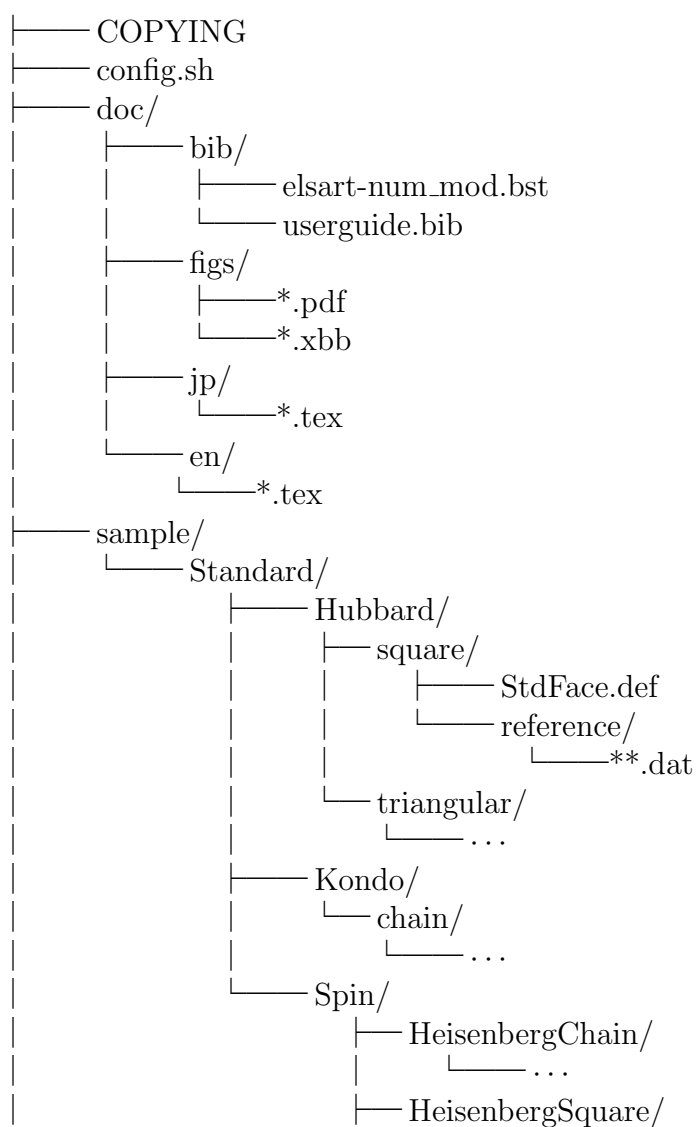 COPYING
config.sh
doc/
bib/
elsart-num_mod.bst
userguide.bib
figs/
*.pdf
*.xbb
jp/
*.tex
en/
*.tex
sample/
Standard/
Hubbard/
square/
StdFace.def
reference/
**.dat
triangular/
...
Kondo/
chain/
...
Spin/
HeisenbergChain/
...
HeisenbergSquare/